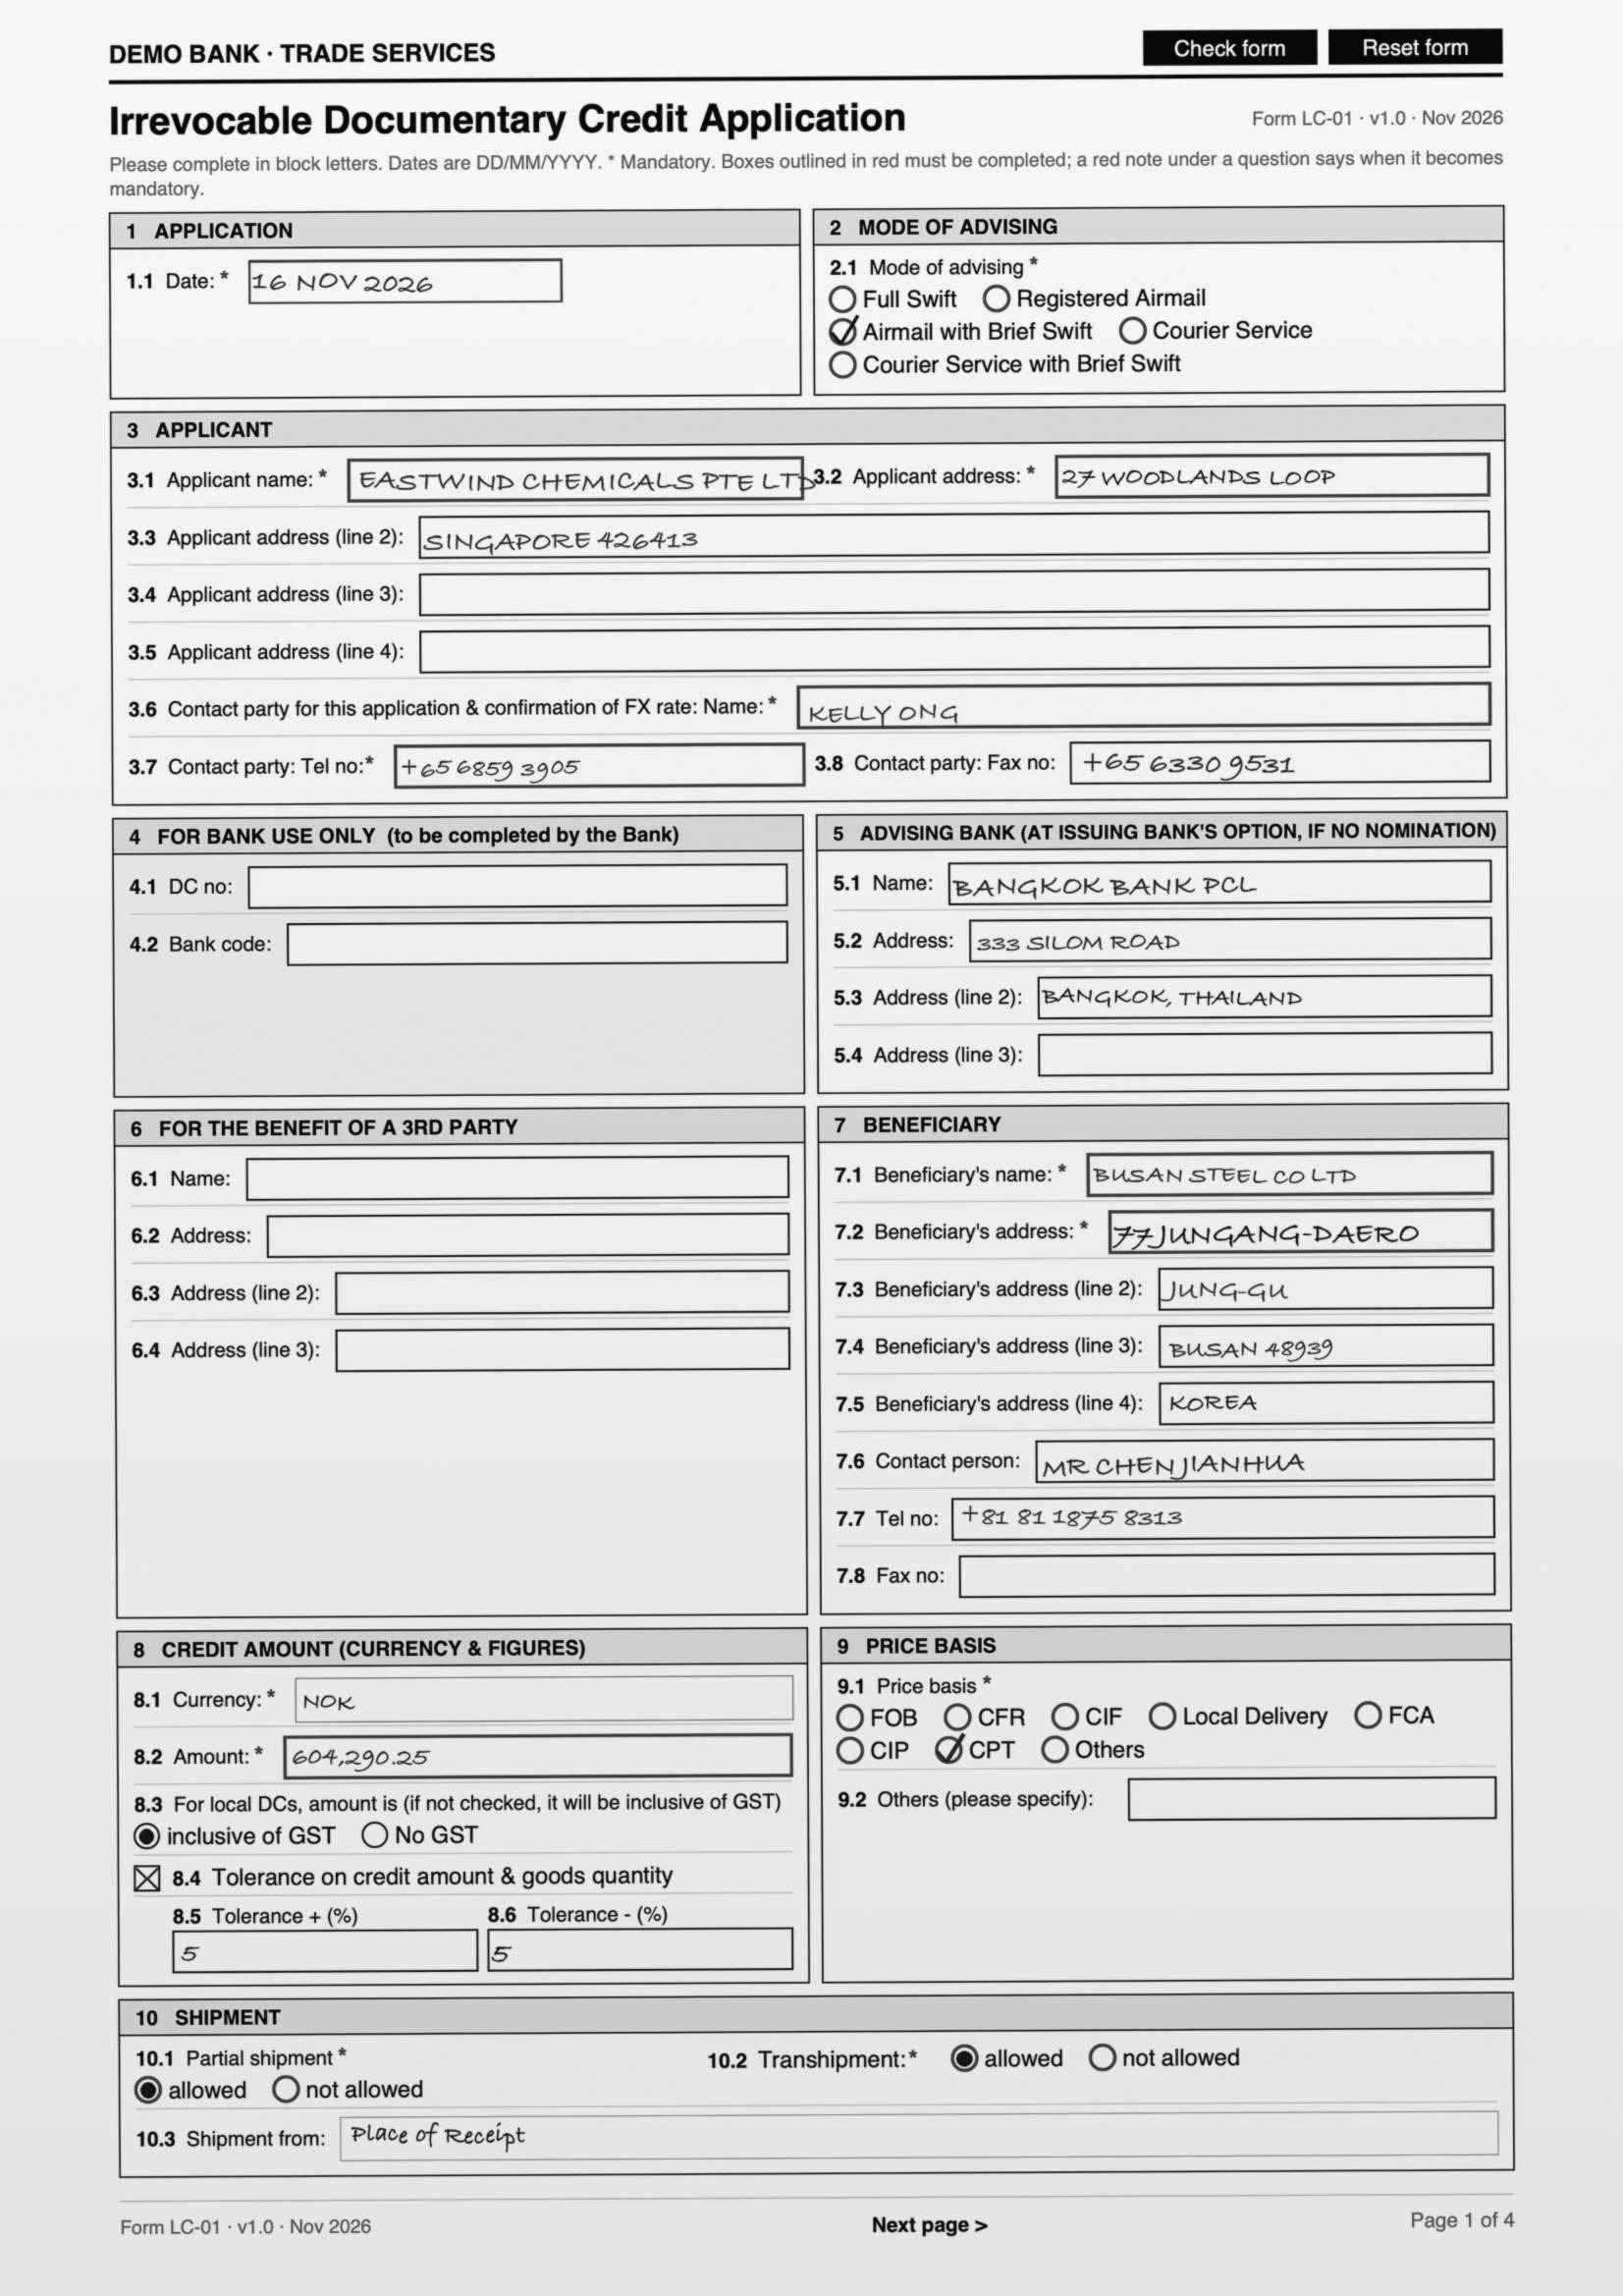 DEMO BANK · TRADE SERVICES
Check form
Reset form
Irrevocable Documentary Credit Application
Form LC-01 · v1.0 · Nov 2026
Please complete in block letters. Dates are DD/MM/YYYY. * Mandatory. Boxes outlined in red must be completed; a red note under a question says when it becomes
mandatory.
1 APPLICATION
1.1 Date: * 16 NOV 2026
2 MODE OF ADVISING
2.1 Mode of advising *
Full Swift Registered Airmail
Airmail with Brief Swift Courier Service
Courier Service with Brief Swift
3 APPLICANT
3.1 Applicant name: * EASTWIND CHEMICALS PTE LTD
3.2 Applicant address: * 27 WOODLANDS LOOP
3.3 Applicant address (line 2): SINGAPORE 426413
3.4 Applicant address (line 3):
3.5 Applicant address (line 4):
3.6 Contact party for this application & confirmation of FX rate: Name: * KELLY ONG
3.7 Contact party: Tel no:* +65 6859 3905
3.8 Contact party: Fax no: +65 6330 9531
4 FOR BANK USE ONLY (to be completed by the Bank)
4.1 DC no:
4.2 Bank code:
5 ADVISING BANK (AT ISSUING BANK'S OPTION, IF NO NOMINATION)
5.1 Name: BANGKOK BANK PCL
5.2 Address: 333 SILOM ROAD
5.3 Address (line 2): BANGKOK, THAILAND
5.4 Address (line 3):
6 FOR THE BENEFIT OF A 3RD PARTY
6.1 Name:
6.2 Address:
6.3 Address (line 2):
6.4 Address (line 3):
7 BENEFICIARY
7.1 Beneficiary's name: * BUSAN STEEL CO LTD
7.2 Beneficiary's address: * 77 JUNGANG-DAERO
7.3 Beneficiary's address (line 2): JUNG-GU
7.4 Beneficiary's address (line 3): BUSAN 48939
7.5 Beneficiary's address (line 4): KOREA
7.6 Contact person: MR CHEN JIANHUA
7.7 Tel no: +81 81 1875 8313
7.8 Fax no:
8 CREDIT AMOUNT (CURRENCY & FIGURES)
8.1 Currency: * NOK
8.2 Amount: * 604,290.25
8.3 For local DCs, amount is (if not checked, it will be inclusive of GST)
inclusive of GST No GST
8.4 Tolerance on credit amount & goods quantity
8.5 Tolerance + (%) 8.6 Tolerance - (%)
5 5
9 PRICE BASIS
9.1 Price basis *
FOB CFR CIF Local Delivery FCA
CIP CPT Others
9.2 Others (please specify):
10 SHIPMENT
10.1 Partial shipment *
allowed not allowed
10.2 Transhipment:* allowed not allowed
10.3 Shipment from: Place of Receipt
Form LC-01 · v1.0 · Nov 2026
Next page >
Page 1 of 4